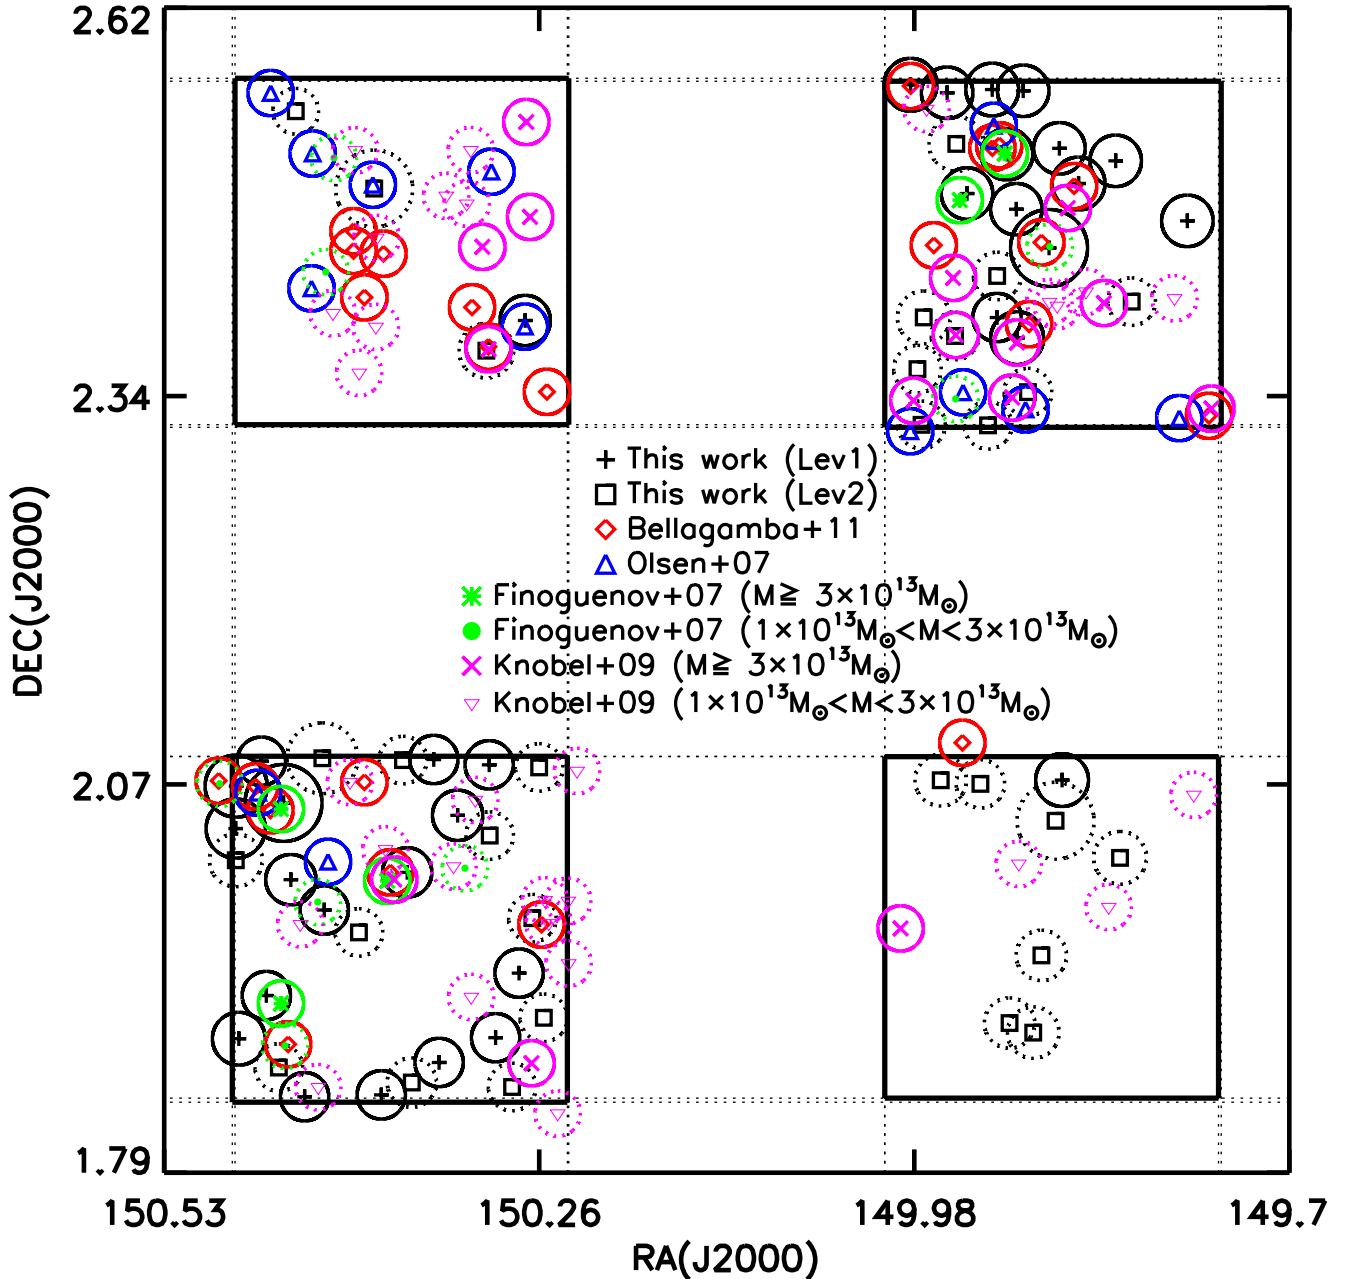 2.62
2.34
This work (Lev1)
This work (Lev2)
Bellagamba+11
Olsen+07
Finoguenov+07 (M≧ 3×10¹³M⊙)
Finoguenov+07 (1×10¹³M⊙<M<3×10¹³M⊙)
Knobel+09 (M≧ 3×10¹³M⊙)
Knobel+09 (1×10¹³M⊙<M<3×10¹³M⊙)
DEC(J2000)
2.07
1.79
150.53 150.26 149.98 149.7
RA(J2000)